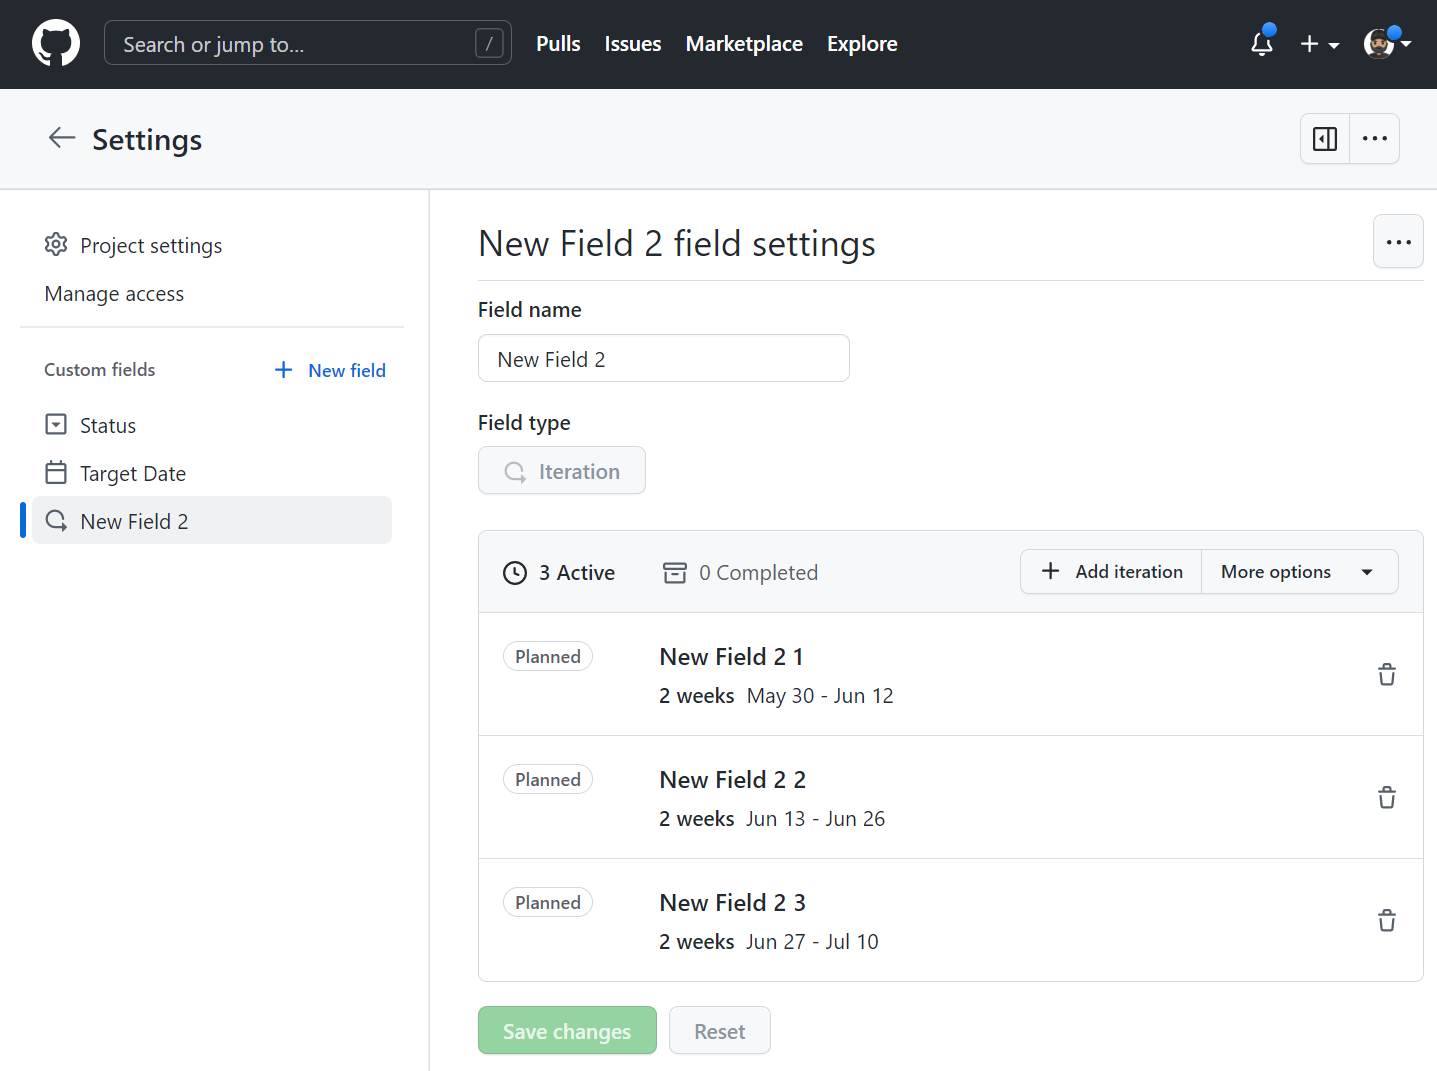 Search or jump to... /
Pulls Issues Marketplace Explore
Settings
Project settings
Manage access
Custom fields
New field
Status
Target Date
New Field 2
New Field 2 field settings
Field name
New Field 2
Field type
Iteration
3 Active 0 Completed Add iteration More options
Planned New Field 2 1
2 weeks May 30 - Jun 12
Planned New Field 2 2
2 weeks Jun 13 - Jun 26
Planned New Field 2 3
2 weeks Jun 27 - Jul 10
Save changes Reset